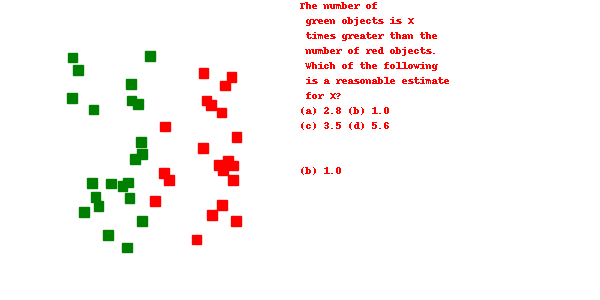 The number of
green objects is X
times greater than the
number of red objects.
Which of the following
is a reasonable estimate
for X?
(a) 2.8 (b) 1.0
(c) 3.5 (d) 5.6
(b) 1.0